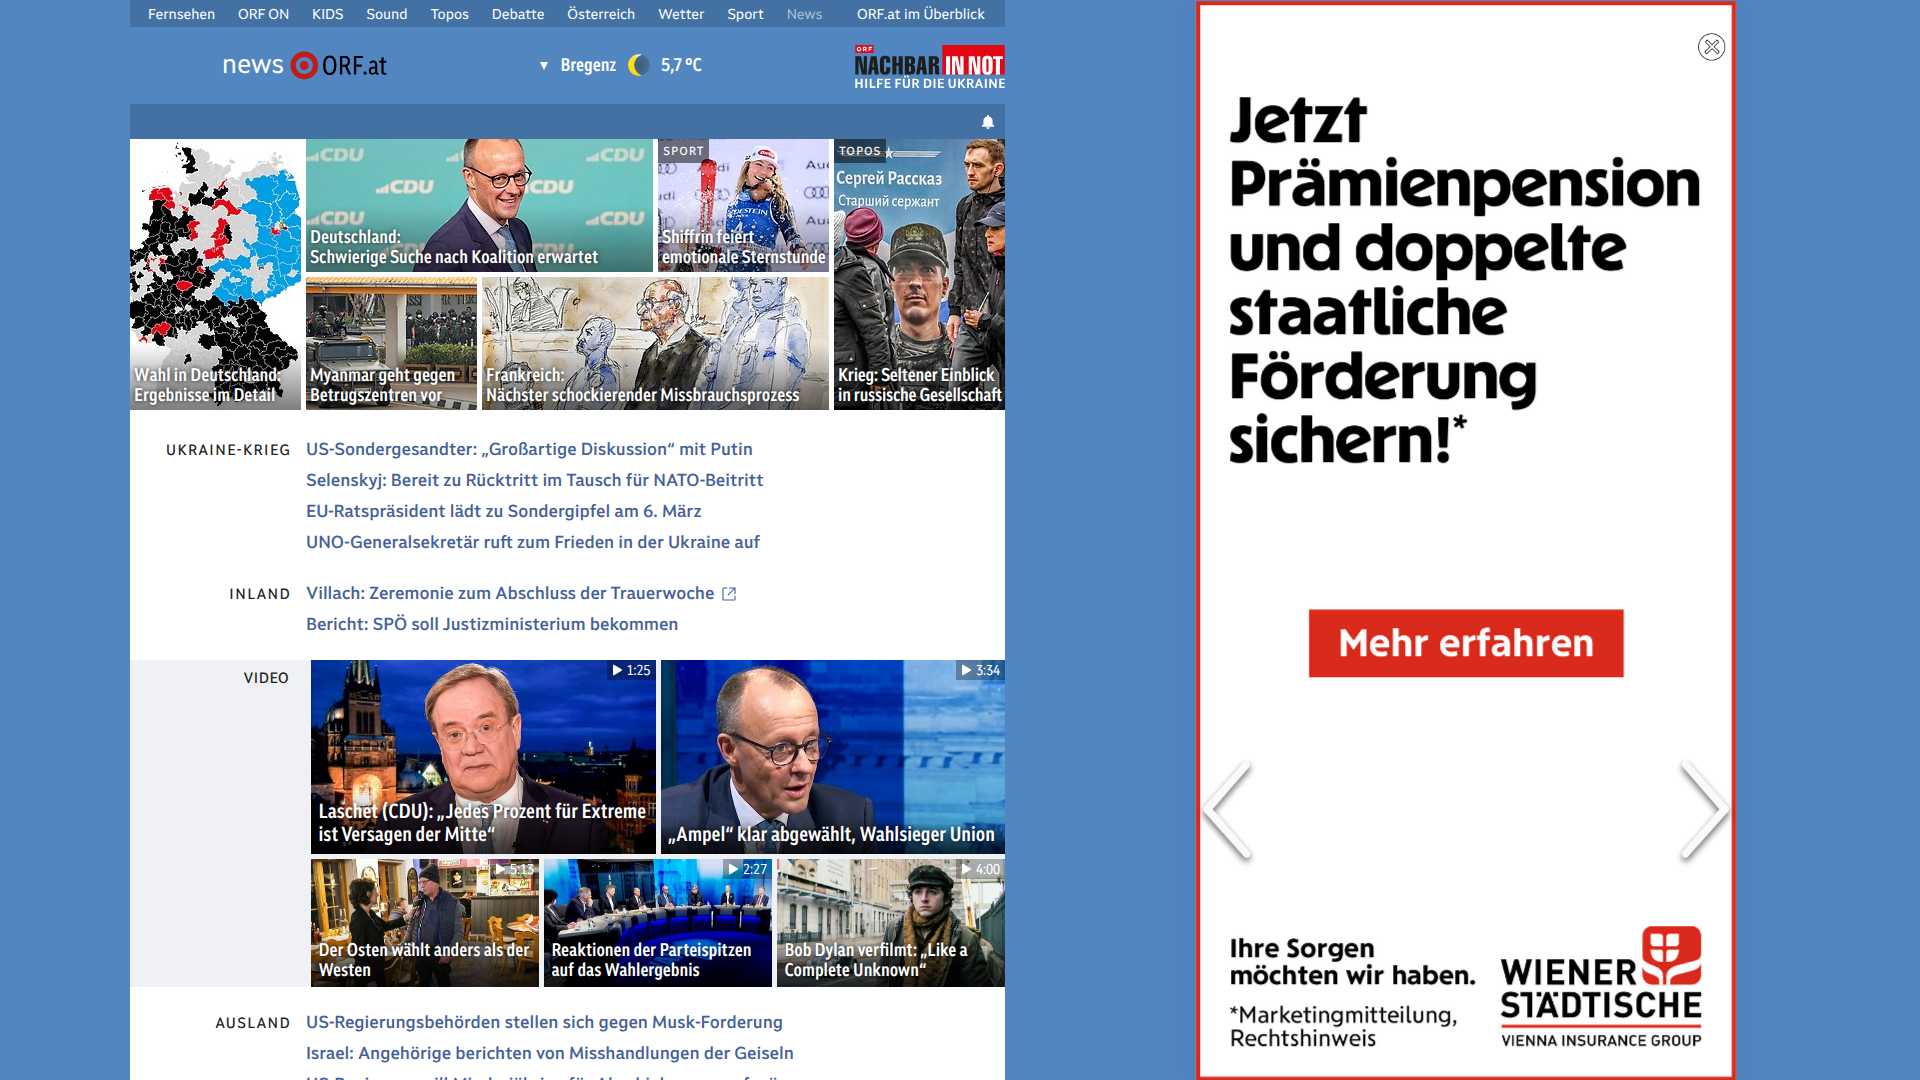 Fernsehen ORF ON KIDS Sound Topos Debatte Österreich Wetter Sport News ORF.at im Überblick
news ORF.at
Bregenz 5,7 °C
ORF
NACHBAR IN NOT
HILFE FÜR DIE UKRAINE
Wahl in Deutschland:
Ergebnisse im Detail
CDU
CDU
CDU
CDU
CDU
CDU
Deutschland:
Schwierige Suche nach Koalition erwartet
SPORT
Audi
Shiffrin feiert
emotionale Sternstunde
Myanmar geht gegen
Betrugszentren vor
Frankreich:
Nächster schockierender Missbrauchsprozess
TOPOS
Сергей Рассказ
Старший сержант
Krieg: Seltener Einblick
in russische Gesellschaft
UKRAINE-KRIEG
US-Sondergesandter: „Großartige Diskussion“ mit Putin
Selenskyj: Bereit zu Rücktritt im Tausch für NATO-Beitritt
EU-Ratspräsident lädt zu Sondergipfel am 6. März
UNO-Generalsekretär ruft zum Frieden in der Ukraine auf
INLAND
Villach: Zeremonie zum Abschluss der Trauerwoche
Bericht: SPÖ soll Justizministerium bekommen
VIDEO
1:25
Laschet (CDU): „Jedes Prozent für Extreme
ist Versagen der Mitte“
3:34
„Ampel“ klar abgewählt, Wahlsieger Union
5:13
Der Osten wählt anders als der
Westen
2:27
Reaktionen der Parteispitzen
auf das Wahlergebnis
4:00
Bob Dylan verfilmt: „Like a
Complete Unknown“
AUSLAND
US-Regierungsbehörden stellen sich gegen Musk-Forderung
Israel: Angehörige berichten von Misshandlungen der Geiseln
Jetzt
Prämienpension
und doppelte
staatliche
Förderung
sichern!*
Mehr erfahren
Ihre Sorgen
möchten wir haben.
*Marketingmitteilung,
Rechtshinweis
WIENER
STÄDTISCHE
VIENNA INSURANCE GROUP